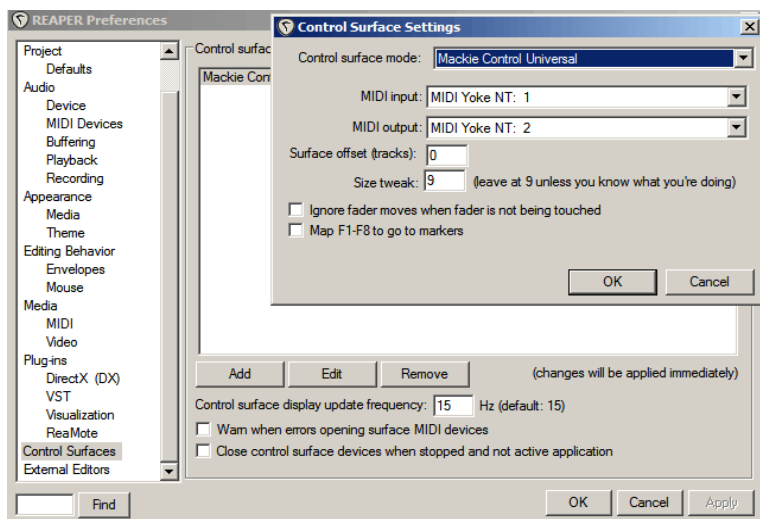 REAPER Preferences
Project
Defaults
Audio
Device
MIDI Devices
Buffering
Playback
Recording
Appearance
Media
Theme
Editing Behavior
Envelopes
Mouse
Media
MIDI
Video
Plug-ins
DirectX (DX)
VST
Visualization
ReaMote
Control Surfaces
External Editors
Find
Control surfac
Mackie Con
Control Surface Settings
Control surface mode: Mackie Control Universal
MIDI input: MIDI Yoke NT: 1
MIDI output: MIDI Yoke NT: 2
Surface offset (tracks): 0
Size tweak: 9 (leave at 9 unless you know what you're doing)
Ignore fader moves when fader is not being touched
Map F1-F8 to go to markers
OK Cancel
Add Edit Remove (changes will be applied immediately)
Control surface display update frequency: 15 Hz (default: 15)
Warn when errors opening surface MIDI devices
Close control surface devices when stopped and not active application
OK Cancel Apply